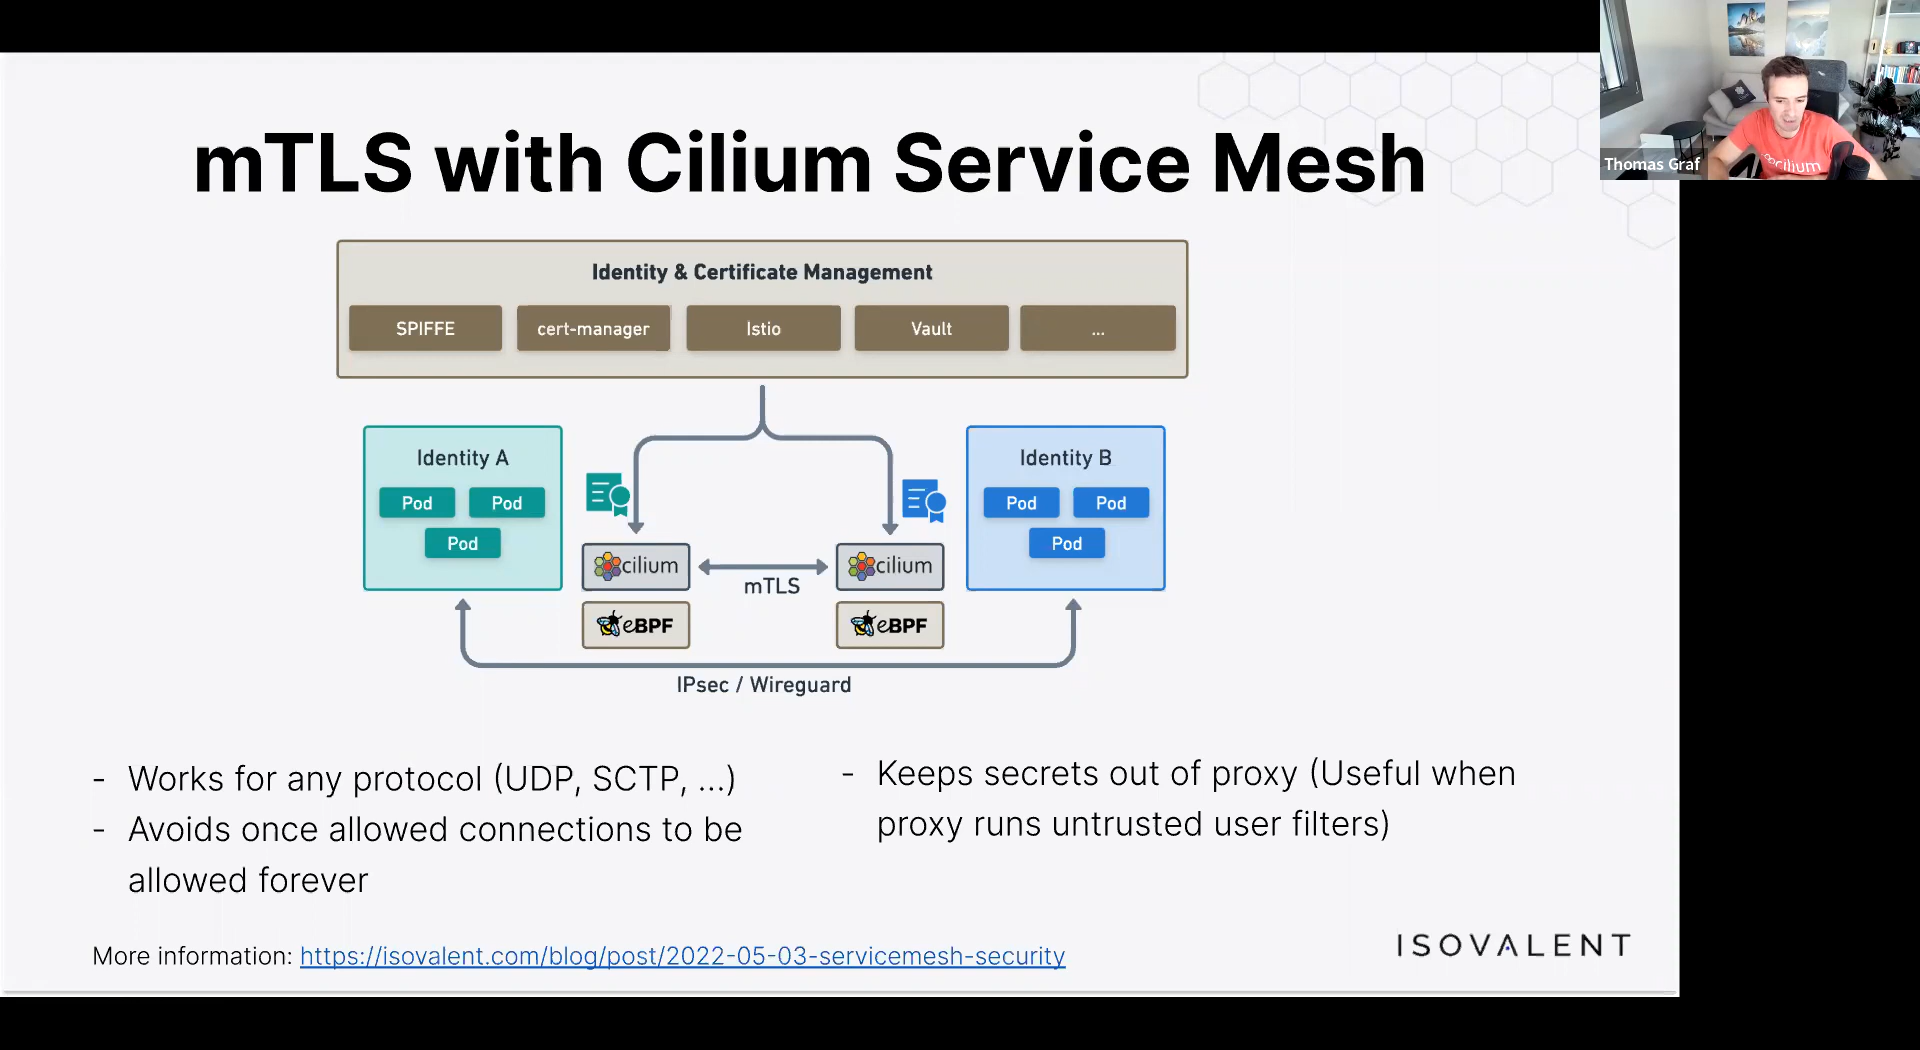 mTLS with Cilium Service Mesh
Thomas Graf
cilium
Identity & Certificate Management
SPIFFE
cert-manager
Istio
Vault
...
Identity A
Pod
Pod
Pod
Identity B
Pod
Pod
Pod
cilium
mTLS
cilium
eBPF
eBPF
IPsec / Wireguard
- Works for any protocol (UDP, SCTP, ...)
- Avoids once allowed connections to be
allowed forever
- Keeps secrets out of proxy (Useful when
proxy runs untrusted user filters)
More information: https://isovalent.com/blog/post/2022-05-03-servicemesh-security
ISOVALENT